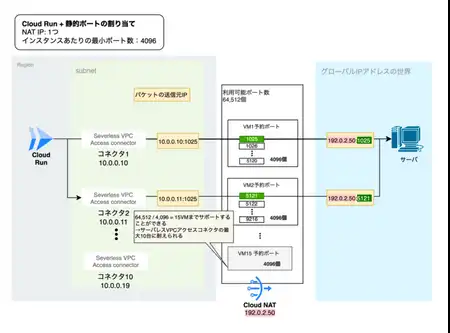 Cloud Run + 静的ポートの割り当て
NAT IP: 1つ
インスタンスあたりの最小ポート数：4096
Region
subnet
パケットの送信元IP
利用可能ポート数
64,512個
グローバルIPアドレスの世界
Cloud
Run
Severless VPC
Access connector
コネクタ1
10.0.0.10
10.0.0.10:1025
VM1予約ポート
1025
1026
5120
4096個
192.0.2.50
1025
サーバ
Severless VPC
Access connector
コネクタ2
10.0.0.11
10.0.0.11:1025
VM2予約ポート
5121
5122
9216
4096個
192.0.2.50
5121
64,512 / 4,096 = 15VMまでサポートする
ことができる
→サーバレスVPCアクセスコネクタの最
大10台に耐えられる
Severless VPC
Access connector
コネクタ10
10.0.0.19
VM15 予約ポート
4096個
Cloud NAT
192.0.2.50